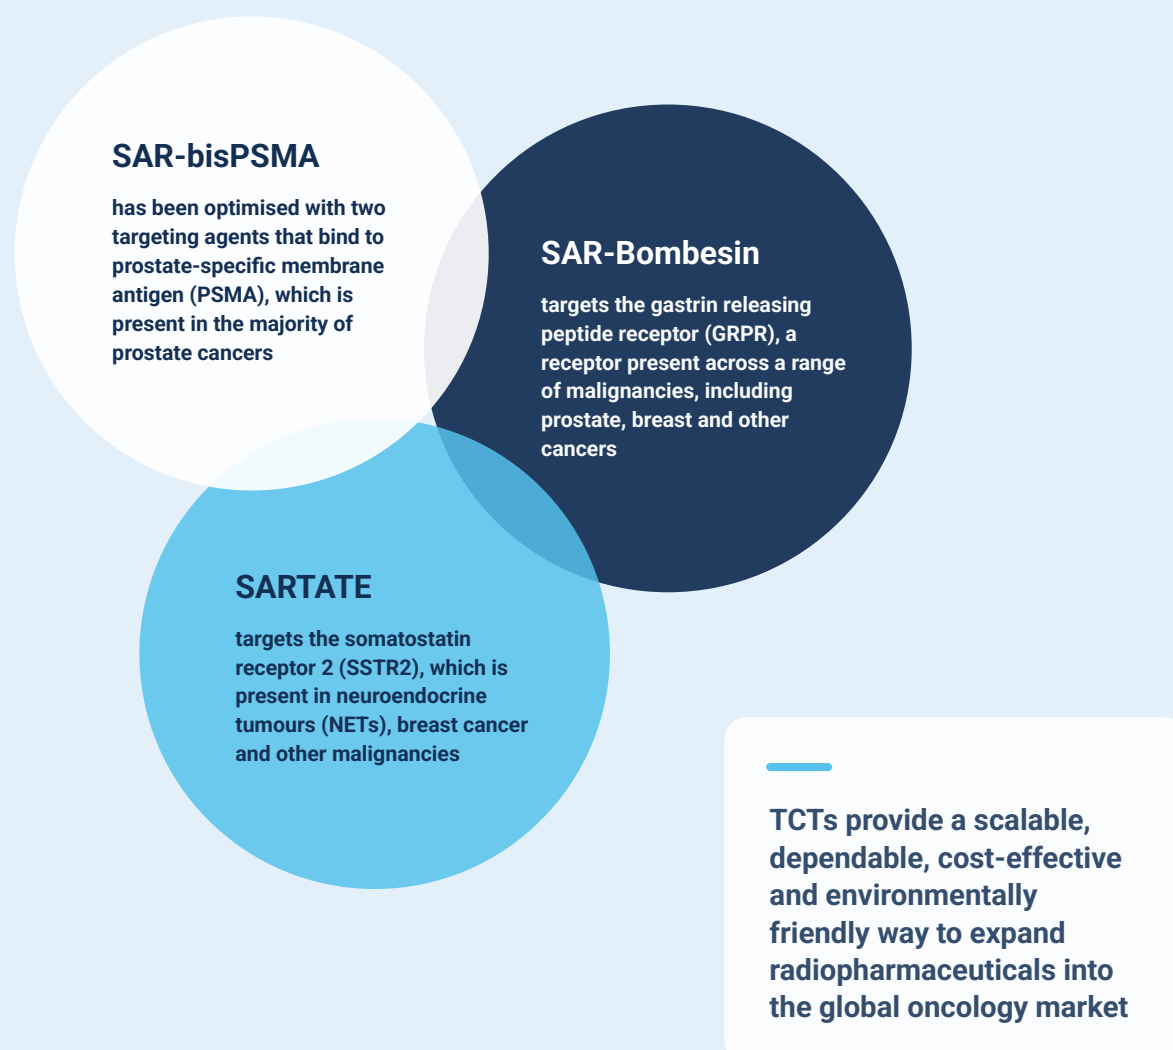 SAR-bisPSMA
has been optimised with two
targeting agents that bind to
prostate-specific membrane
antigen (PSMA), which is
present in the majority of
prostate cancers
SAR-Bombesin
targets the gastrin releasing
peptide receptor (GRPR), a
receptor present across a range
of malignancies, including
prostate, breast and other
cancers
SARTATE
targets the somatostatin
receptor 2 (SSTR2), which is
present in neuroendocrine
tumours (NETs), breast cancer
and other malignancies
TCTs provide a scalable,
dependable, cost-effective
and environmentally
friendly way to expand
radiopharmaceuticals into
the global oncology market